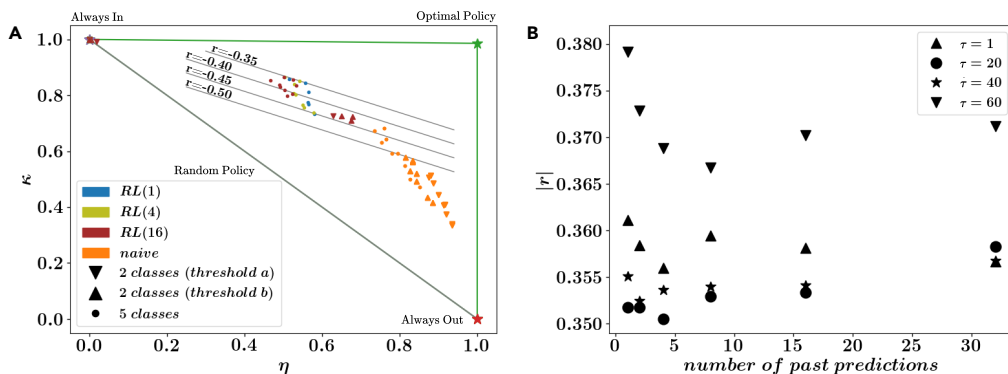 A
Always In
Optimal Policy
r=-0.35
r=-0.40
r=-0.45
r=-0.50
Random Policy
RL(1)
RL(4)
RL(16)
naive
2 classes (threshold a)
2 classes (threshold b)
5 classes
Always Out
1.0
0.8
0.6
0.4
0.2
0.0
κ
0.0
0.2
0.4
0.6
0.8
1.0
η
B
τ = 1
τ = 20
τ = 40
τ = 60
0.380
0.375
0.370
0.365
0.360
0.355
0.350
|r|
0
5
10
15
20
25
30
number of past predictions